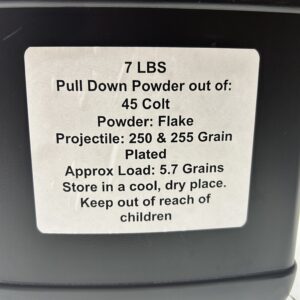 7 LBS
Pull Down Powder out of:
45 Colt
Powder: Flake
Projectile: 250 & 255 Grain
Plated
Approx Load: 5.7 Grains
Store in a cool, dry place.
Keep out of reach of
children